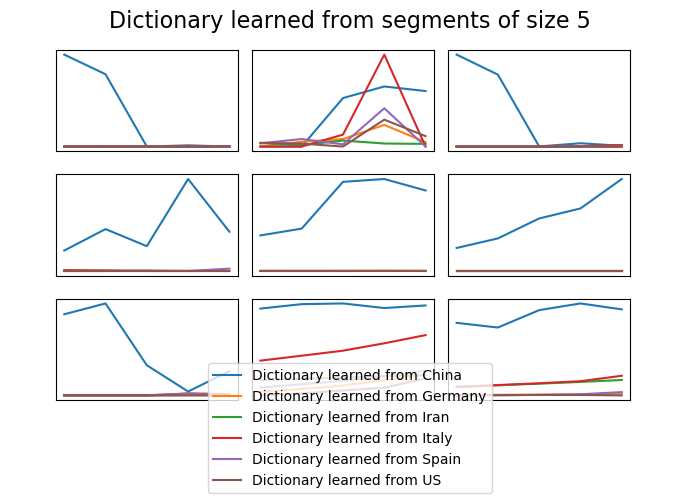 Dictionary learned from segments of size 5
Dictionary learned from China
Dictionary learned from Germany
Dictionary learned from Iran
Dictionary learned from Italy
Dictionary learned from Spain
Dictionary learned from US